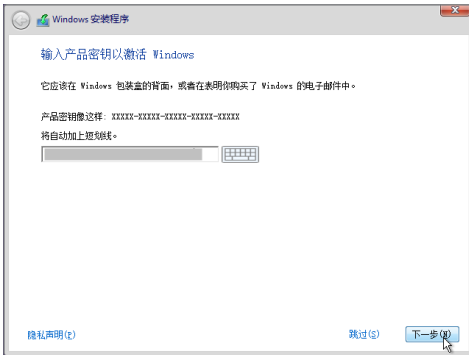 Windows 安装程序
输入产品密钥以激活 Windows
它应该在 Windows 包装盒的背面，或者在表明你购买了 Windows 的电子邮件中。
产品密钥像这样: XXXXX-XXXXX-XXXXX-XXXXX-XXXXX
将自动加上短划线。
隐私声明(P) 跳过(S) 下一步(N)